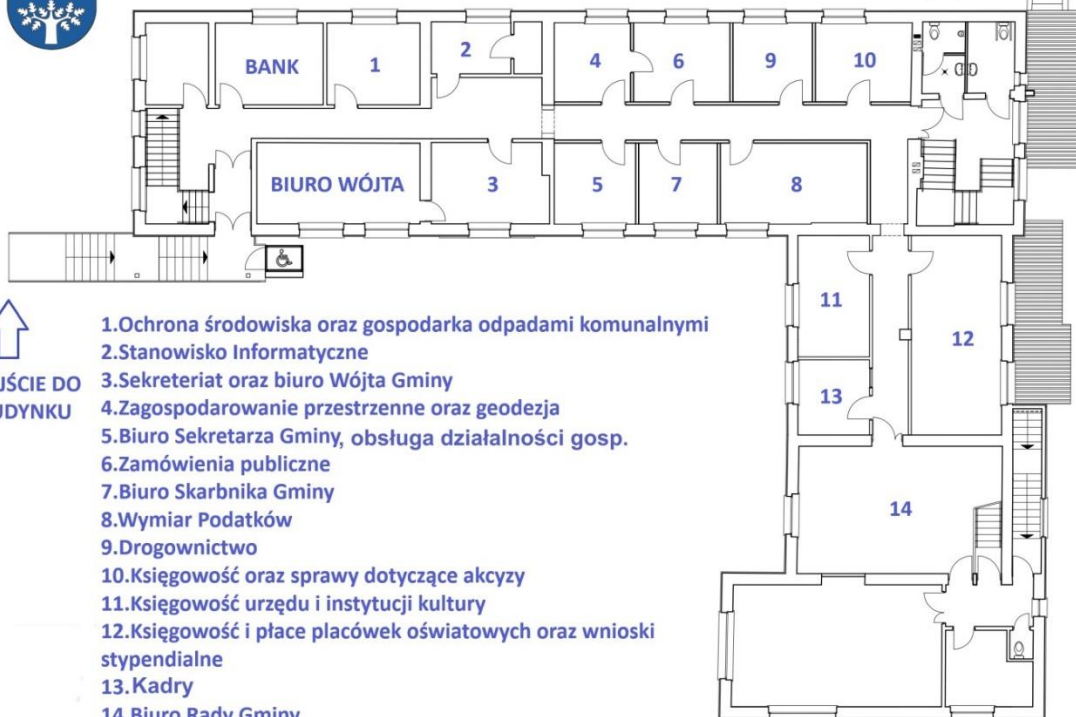 BANK
1
2
4
6
9
10
BIURO WÓJTA
3
5
7
8
11
12
13
14
DO
1.Ochrona środowiska oraz gospodarka odpadami komunalnymi
2.Stanowisko Informatyczne
3.Sekreteriat oraz biuro Wójta Gminy
4.Zagospodarowanie przestrzenne oraz geodezja
5.Biuro Sekretarza Gminy, obsługa działalności gosp.
6.Zamówienia publiczne
7.Biuro Skarbnika Gminy
8.Wymiar Podatków
9.Drogownictwo
10.Księgowość oraz sprawy dotyczące akcyzy
11.Księgowość urzędu i instytucji kultury
12.Księgowość i płace placówek oświatowych oraz wnioski
stypendialne
13.Kadry
14.Biuro Rady Gminy